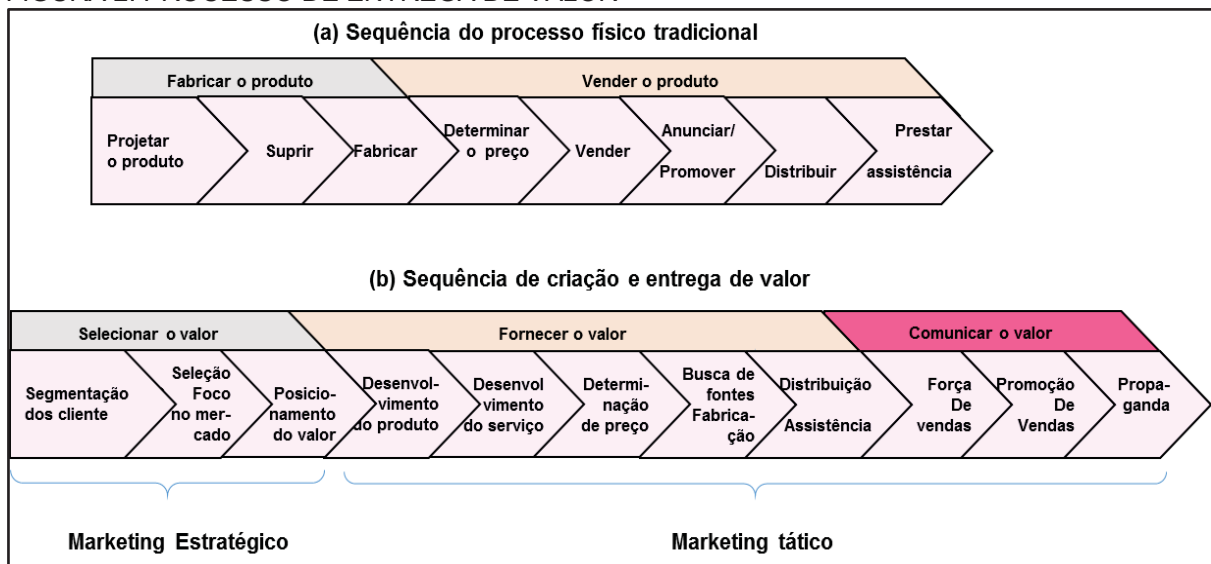 (a) Sequência do processo físico tradicional
Fabricar o produto
Vender o produto
Projetar
o produto
Suprir
Fabricar
Determinar
o preço
Vender
Anunciar/
Promover
Distribuir
Prestar
assistência
(b) Sequência de criação e entrega de valor
Selecionar o valor
Fornecer o valor
Comunicar o valor
Segmentação
dos cliente
Seleção
Foco
no mer-
cado
Posicio-
namento
do valor
Desenvol-
vimento
do produto
Desenvol
vimento
do serviço
Determi-
nação
de preço
Busca de
fontes
Fabrica-
ção
Distribuição
Assistência
Força
De
vendas
Promoção
De
Vendas
Propa-
ganda
Marketing Estratégico
Marketing tático